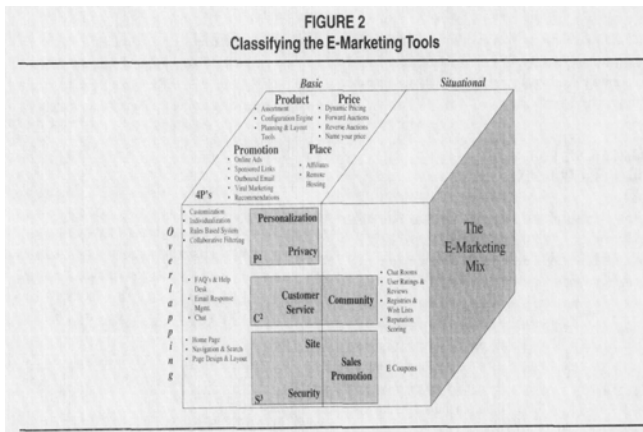 FIGURE 2
Classifying the E-Marketing Tools
Basic
Situational
Product
• Assortment
• Configuration Engine
• Planning & Layout
Tools
Price
• Dynamic Pricing
• Forward Auctions
• Reverse Auctions
• Name your price
Promotion
• Online Ads
• Sponsored Links
• Outbound Email
• Viral Marketing
• Recommendations
Place
• Affiliates
• Remote
Hosting
4P's
Overlapping
• Customization
• Individualization
• Rules Based System
• Collaborative Filtering
Personalization
P²
Privacy
• FAQ's & Help
Desk
• Email Response
Mgmt.
• Chat
Customer
Service
C²
Community
• Chat Rooms
• User Ratings &
Reviews
• Registries &
Wish Lists
• Reputation
Scoring
• Home Page
• Navigation & Search
• Page Design & Layout
Site
S³
Security
Sales
Promotion
E Coupons
The
E-Marketing
Mix